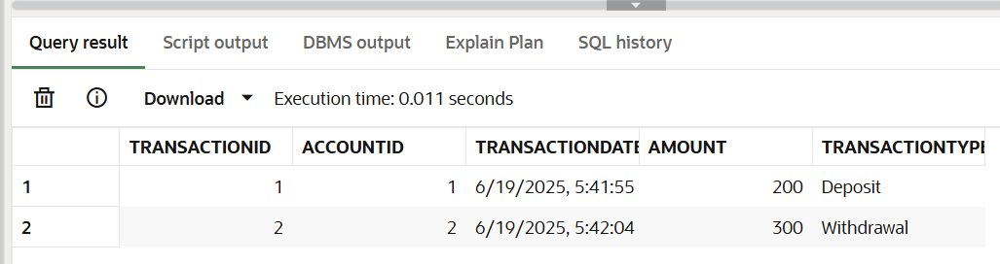 Query result Script output DBMS output Explain Plan SQL history
Download Execution time: 0.011 seconds
TRANSACTIONID ACCOUNTID TRANSACTIONDATE AMOUNT TRANSACTIONTYPE
1 1 1 6/19/2025, 5:41:55 200 Deposit
2 2 2 6/19/2025, 5:42:04 300 Withdrawal